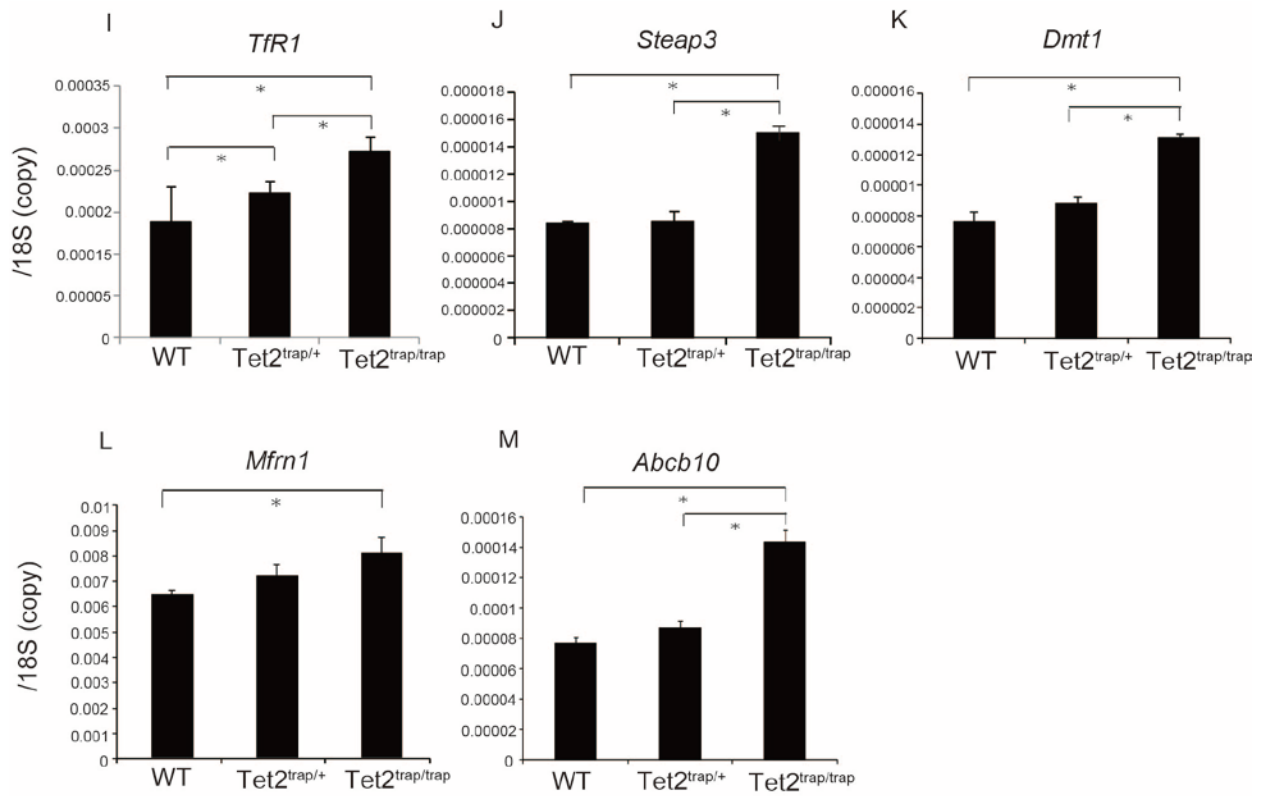 I
TfR1
/18S (copy)
0.00035
0.0003
0.00025
0.0002
0.00015
0.00005
0
*
*
*
WT
Tet2trap/+
Tet2trap/trap
J
Steap3
0.000018
0.000016
0.000014
0.000012
0.00001
0.000008
0.000006
0.000004
0.000002
0
*
*
WT
Tet2trap/+
Tet2trap/trap
K
Dmt1
0.000016
0.000014
0.000012
0.00001
0.000008
0.000006
0.000004
0.000002
0
*
*
WT
Tet2trap/+
Tet2trap/trap
L
Mfrn1
/18S (copy)
0.01
0.009
0.008
0.007
0.006
0.005
0.004
0.003
0.002
0.001
0
*
WT
Tet2trap/+
Tet2trap/trap
M
Abcb10
0.00016
0.00014
0.00012
0.0001
0.00008
0.00006
0.00004
0.00002
0
*
*
WT
Tet2trap/+
Tet2trap/trap